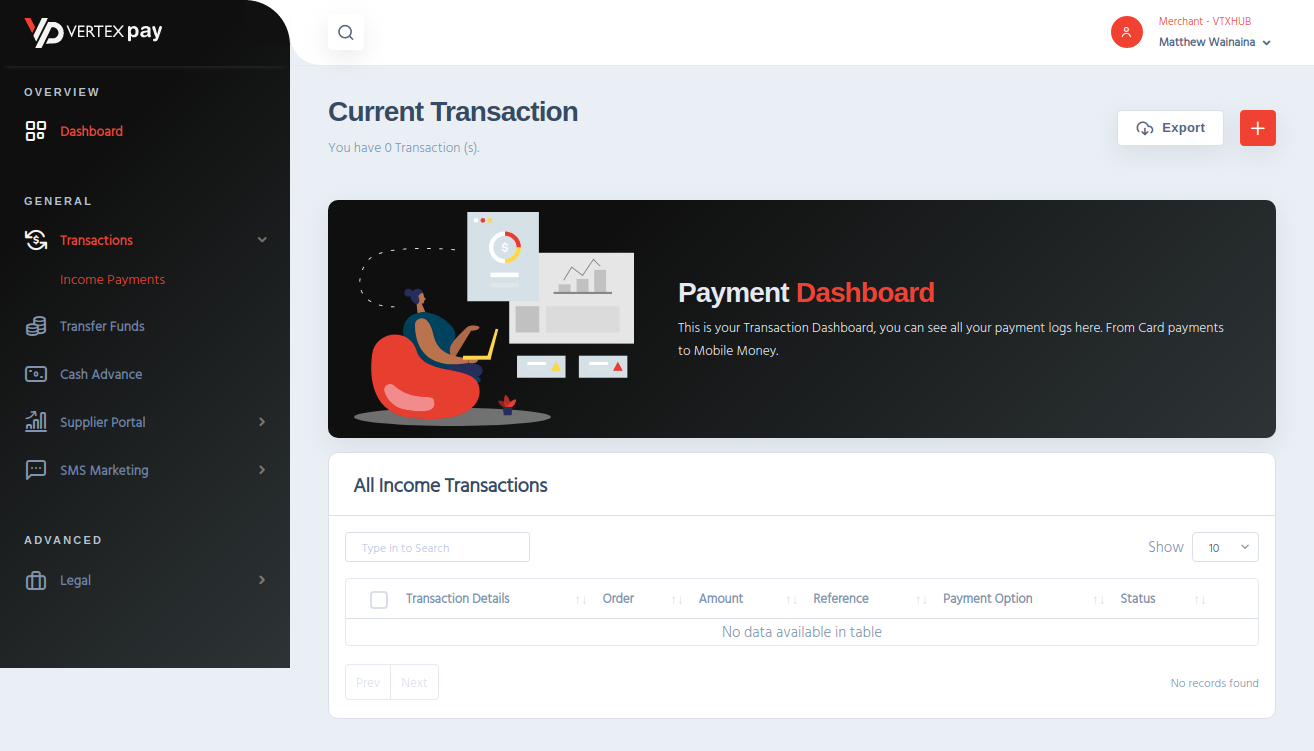 VERTEX pay
Merchant - VTXHUB
Matthew Wainaina
OVERVIEW
Dashboard
GENERAL
Transactions
Income Payments
Transfer Funds
Cash Advance
Supplier Portal
SMS Marketing
ADVANCED
Legal
Current Transaction
You have 0 Transaction (s).
Export
$
Payment Dashboard
This is your Transaction Dashboard, you can see all your payment logs here. From Card payments
to Mobile Money.
All Income Transactions
Type in to Search
Show 10
Transaction Details Order Amount Reference Payment Option Status
No data available in table
Prev Next
No records found